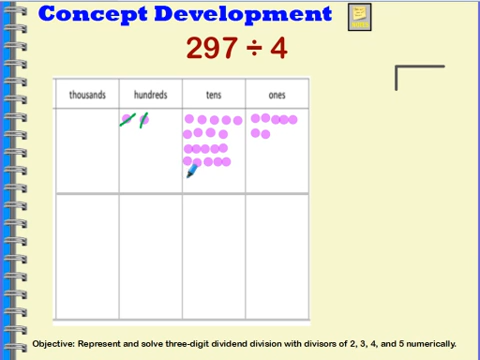 Concept Development
297 ÷ 4
thousands hundreds tens ones
Objective: Represent and solve three-digit dividend division with divisors of 2, 3, 4, and 5 numerically.